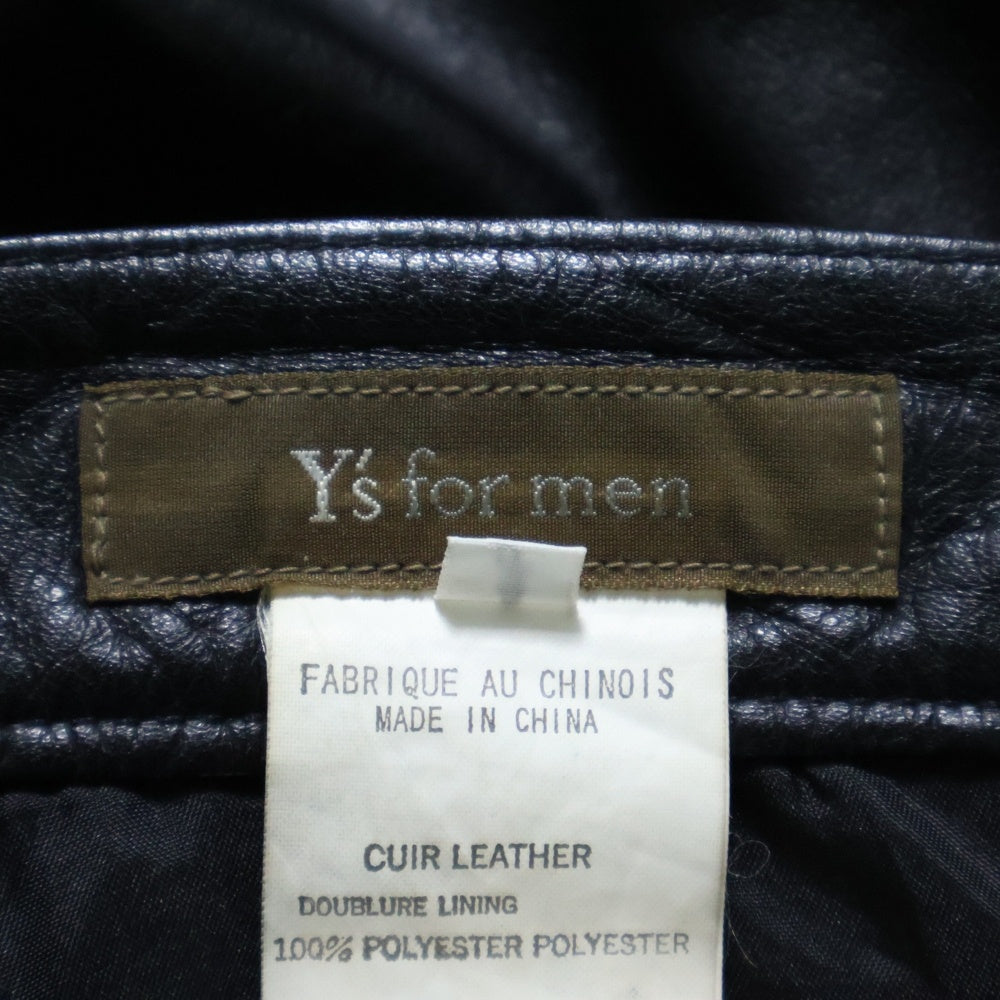 Y's for men
FABRIQUE AU CHINOIS
MADE IN CHINA
CUIR LEATHER
DOUBLURE LINING
100% POLYESTER POLYESTER